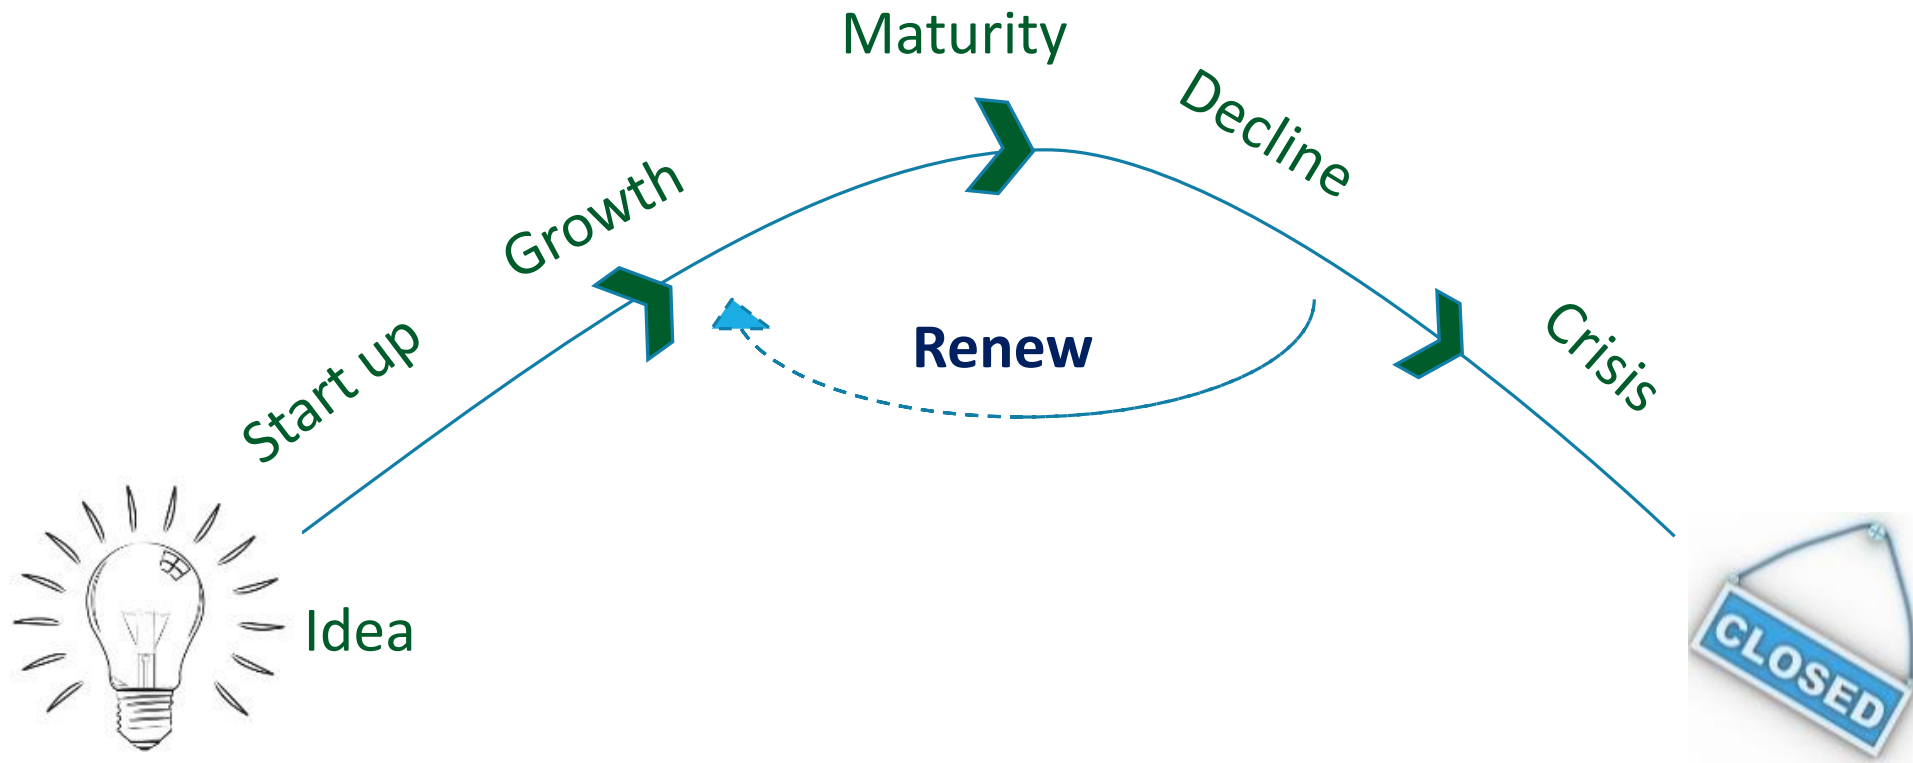 Maturity
Decline
Growth
Renew
Start up
Crisis
Idea
CLOSED